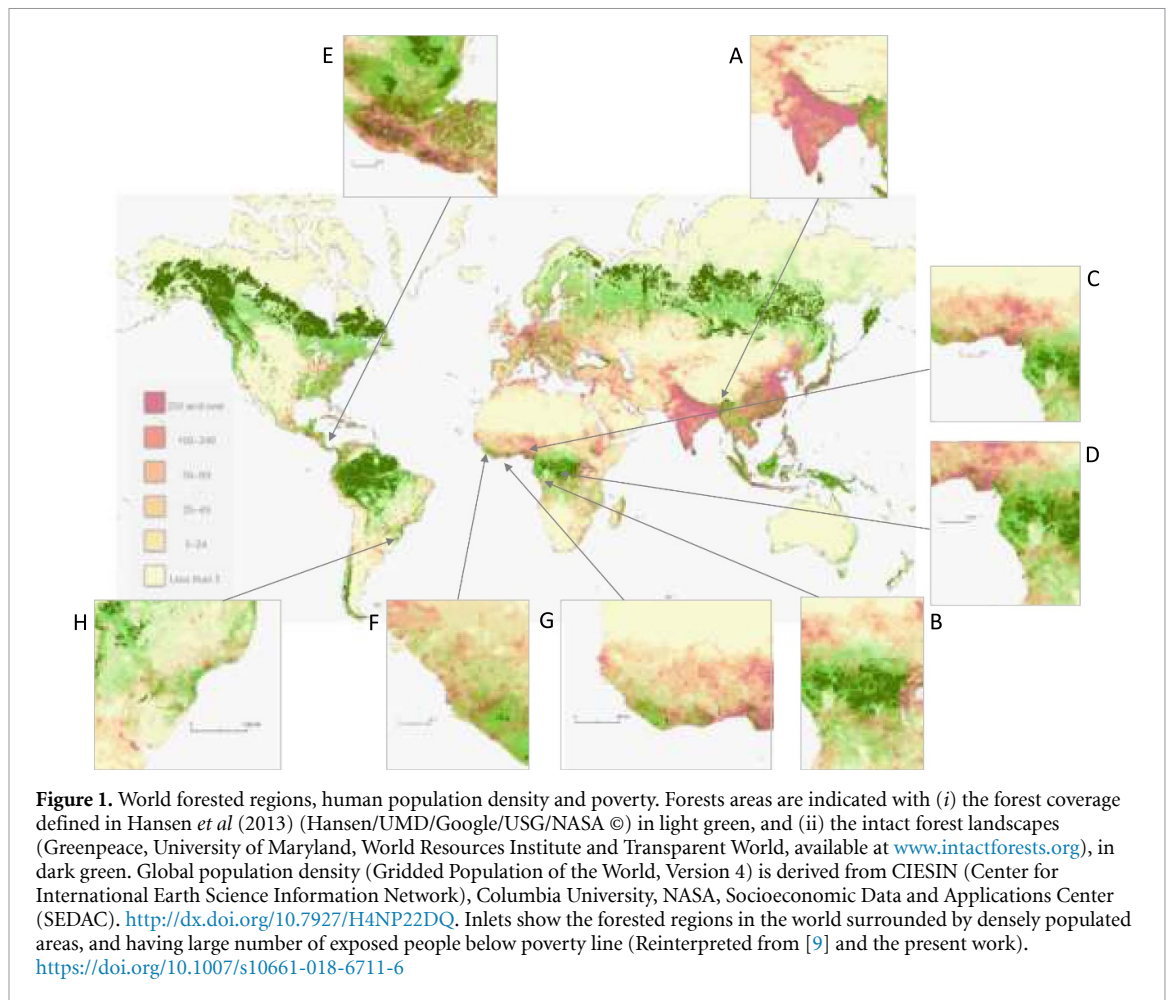 E
A
C
D
H
F
G
B
Less than 1
Figure 1. World forested regions, human population density and poverty. Forests areas are indicated with (i) the forest coverage
defined in Hansen et al (2013) (Hansen/UMD/Google/USG/NASA ©) in light green, and (ii) the intact forest landscapes
(Greenpeace, University of Maryland, World Resources Institute and Transparent World, available at www.intactforests.org), in
dark green. Global population density (Gridded Population of the World, Version 4) is derived from CIESIN (Center for
International Earth Science Information Network), Columbia University, NASA, Socioeconomic Data and Applications Center
(SEDAC). http://dx.doi.org/10.7927/H4NP22DQ. Inlets show the forested regions in the world surrounded by densely populated
areas, and having large number of exposed people below poverty line (Reinterpreted from [9] and the present work).
https://doi.org/10.1007/s10661-018-6711-6